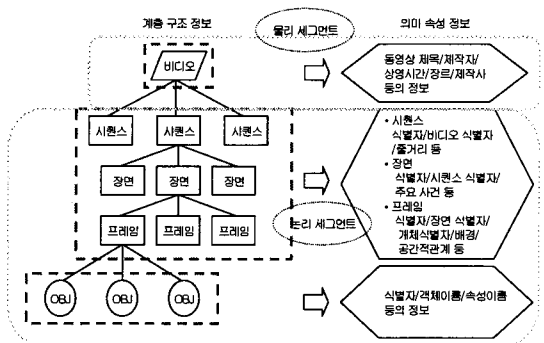 계층 구조 정보
물리 세그먼트
의미 속성 정보
비디오
동영상 제목/제작자/
상영시간/장르/제작사
등의 정보
시퀀스 시퀀스 시퀀스
• 시퀀스
식별자/비디오 식별자
/줄거리 등
장면 장면 장면
• 장면
식별자/시퀀스 식별자/
주요 사건 등
프레임 프레임 프레임
논리 세그먼트
• 프레임
식별자/장면 식별자/
개체식별자/배경/
공간적관계 등
OBJ OBJ OBJ
식별자/객체이름/속성이름
등의 정보